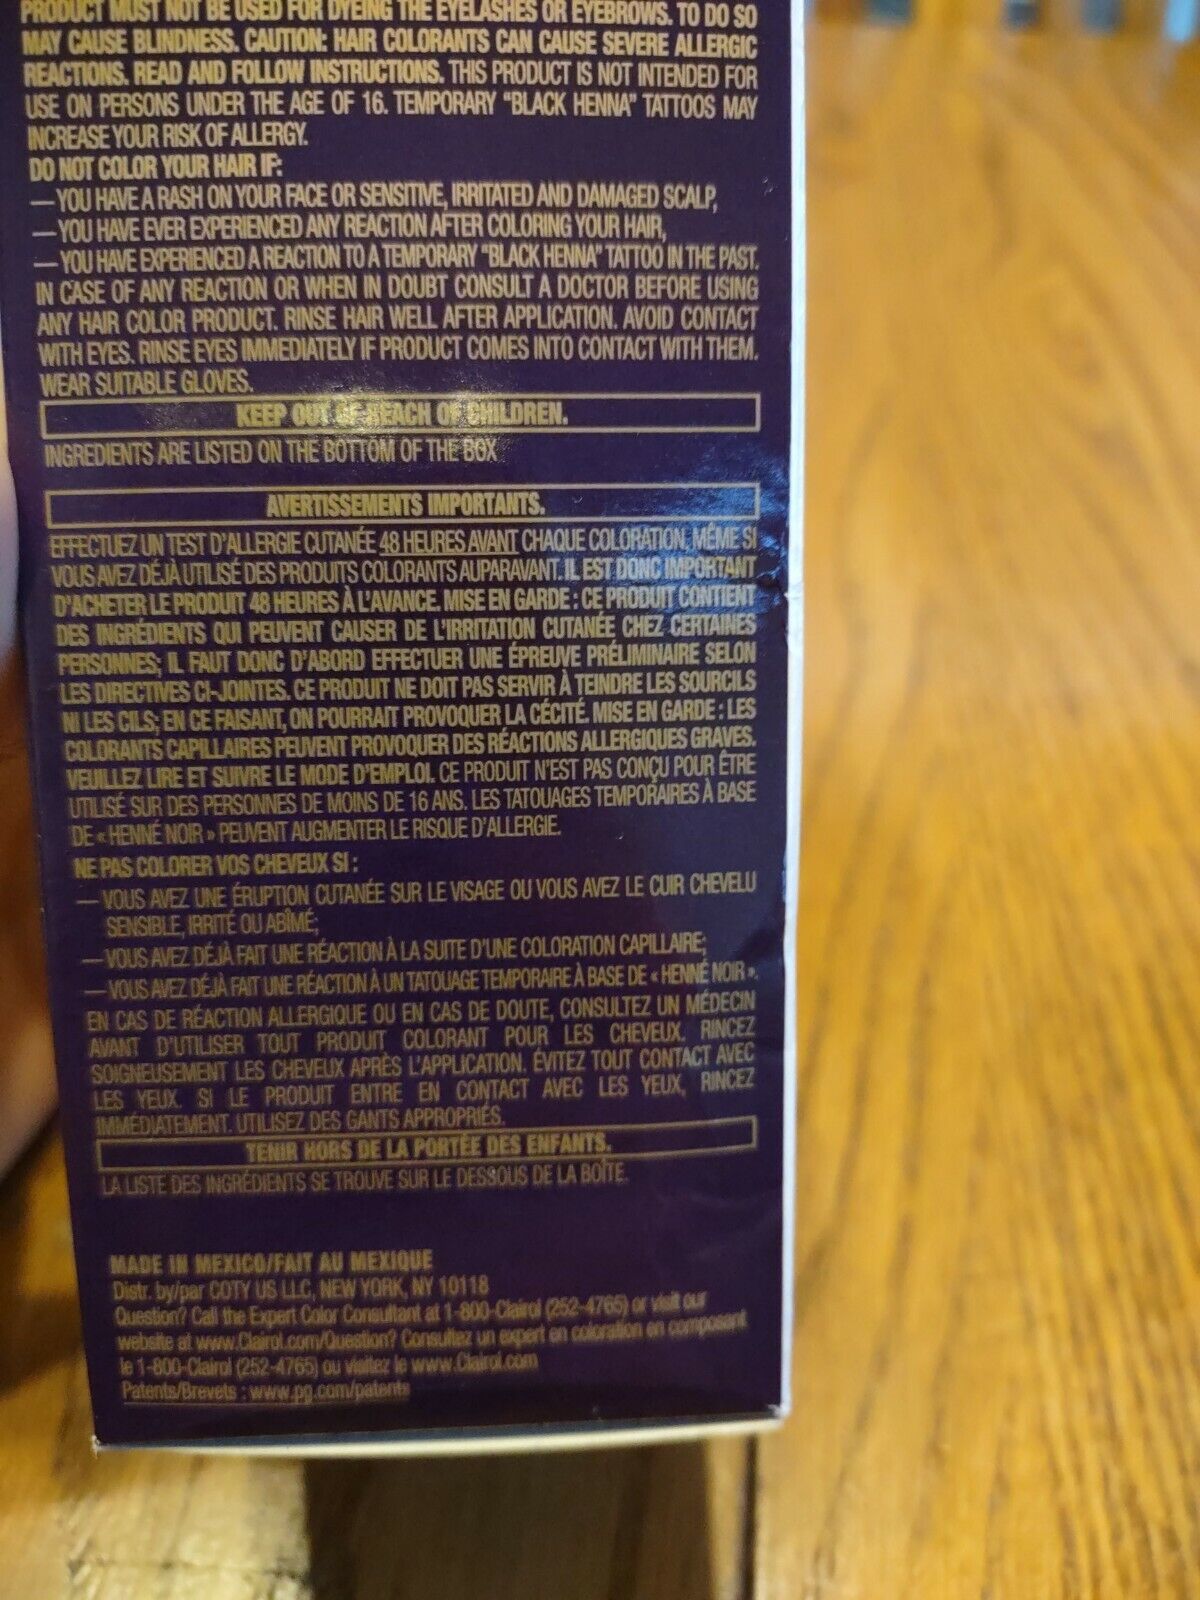 PRODUCT MUST NOT BE USED FOR DYEING THE EYELASHES OR EYEBROWS. TO DO SO
MAY CAUSE BLINDNESS. CAUTION: HAIR COLORANTS CAN CAUSE SEVERE ALLERGIC
REACTIONS. READ AND FOLLOW INSTRUCTIONS. THIS PRODUCT IS NOT INTENDED FOR
USE ON PERSONS UNDER THE AGE OF 16. TEMPORARY "BLACK HENNA" TATTOOS MAY
INCREASE YOUR RISK OF ALLERGY.
DO NOT COLOR YOUR HAIR IF:
— YOU HAVE A RASH ON YOUR FACE OR SENSITIVE, IRRITATED AND DAMAGED SCALP,
— YOU HAVE EVER EXPERIENCED ANY REACTION AFTER COLORING YOUR HAIR,
— YOU HAVE EXPERIENCED A REACTION TO A TEMPORARY "BLACK HENNA" TATTOO IN THE PAST.
IN CASE OF ANY REACTION OR WHEN IN DOUBT CONSULT A DOCTOR BEFORE USING
ANY HAIR COLOR PRODUCT. RINSE HAIR WELL AFTER APPLICATION. AVOID CONTACT
WITH EYES. RINSE EYES IMMEDIATELY IF PRODUCT COMES INTO CONTACT WITH THEM.
WEAR SUITABLE GLOVES.
KEEP OUT OF REACH OF CHILDREN.
INGREDIENTS ARE LISTED ON THE BOTTOM OF THE BOX
AVERTISSEMENTS IMPORTANTS.
EFFECTUEZ UN TEST D'ALLERGIE CUTANÉE 48 HEURES AVANT CHAQUE COLORATION, MÊME SI
VOUS AVEZ DÉJÀ UTILISÉ DES PRODUITS COLORANTS AUPARAVANT. IL EST DONC IMPORTANT
D'ACHETER LE PRODUIT 48 HEURES À L'AVANCE. MISE EN GARDE : CE PRODUIT CONTIENT
DES INGRÉDIENTS QUI PEUVENT CAUSER DE L'IRRITATION CUTANÉE CHEZ CERTAINES
PERSONNES; IL FAUT DONC D'ABORD EFFECTUER UNE ÉPREUVE PRÉLIMINAIRE SELON
LES DIRECTIVES CI-JOINTES. CE PRODUIT NE DOIT PAS SERVIR À TEINDRE LES SOURCILS
NI LES CILS; EN CE FAISANT, ON POURRAIT PROVOQUER LA CÉCITÉ. MISE EN GARDE : LES
COLORANTS CAPILLAIRES PEUVENT PROVOQUER DES RÉACTIONS ALLERGIQUES GRAVES.
VEUILLEZ LIRE ET SUIVRE LE MODE D'EMPLOI. CE PRODUIT N'EST PAS CONÇU POUR ÊTRE
UTILISÉ SUR DES PERSONNES DE MOINS DE 16 ANS. LES TATOUAGES TEMPORAIRES À BASE
DE « HENNÉ NOIR » PEUVENT AUGMENTER LE RISQUE D'ALLERGIE.
NE PAS COLORER VOS CHEVEUX SI :
— VOUS AVEZ UNE ÉRUPTION CUTANÉE SUR LE VISAGE OU VOUS AVEZ LE CUIR CHEVELU
SENSIBLE, IRRITÉ OU ABÎMÉ;
— VOUS AVEZ DÉJÀ FAIT UNE RÉACTION À LA SUITE D'UNE COLORATION CAPILLAIRE;
— VOUS AVEZ DÉJÀ FAIT UNE RÉACTION À UN TATOUAGE TEMPORAIRE À BASE DE « HENNÉ NOIR ».
EN CAS DE RÉACTION ALLERGIQUE OU EN CAS DE DOUTE, CONSULTEZ UN MÉDECIN
AVANT D'UTILISER TOUT PRODUIT COLORANT POUR LES CHEVEUX. RINCEZ
SOIGNEUSEMENT LES CHEVEUX APRÈS L'APPLICATION. ÉVITEZ TOUT CONTACT AVEC
LES YEUX. SI LE PRODUIT ENTRE EN CONTACT AVEC LES YEUX, RINCEZ
IMMÉDIATEMENT. UTILISEZ DES GANTS APPROPRIÉS.
TENIR HORS DE LA PORTÉE DES ENFANTS.
LA LISTE DES INGRÉDIENTS SE TROUVE SUR LE DESSOUS DE LA BOÎTE.
MADE IN MEXICO/FAIT AU MEXIQUE
Distr. by/par COTY US LLC, NEW YORK, NY 10118
Question? Call the Expert Color Consultant at 1-800-Clairol (252-4765) or visit our
website at www.Clairol.com/Question? Consultez un expert en coloration en composant
le 1-800-Clairol (252-4765) ou visitez le www.Clairol.com
Patents/Brevets : www.pg.com/patents